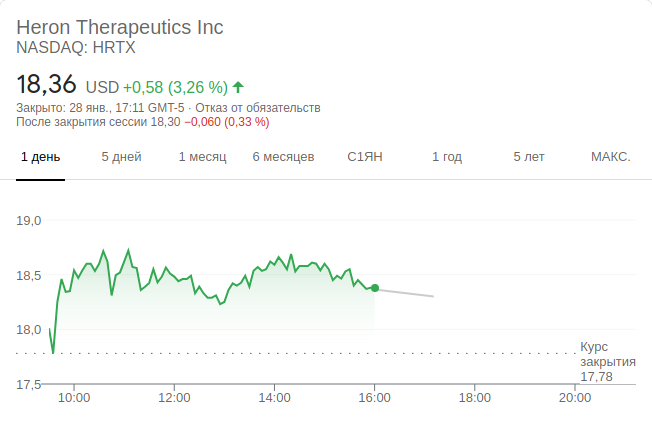 Heron Therapeutics Inc
NASDAQ: HRTX
18,36 USD +0,58 (3,26 %)
Закрыто: 28 янв., 17:11 GMT-5 · Отказ от обязательств
После закрытия сессии 18,30 −0,060 (0,33 %)
1 день 5 дней 1 месяц 6 месяцев С1ЯН 1 год 5 лет МАКС.
19,0
18,5
18,0
Курс
закрытия
17,78
17,5
10:00 12:00 14:00 16:00 18:00 20:00